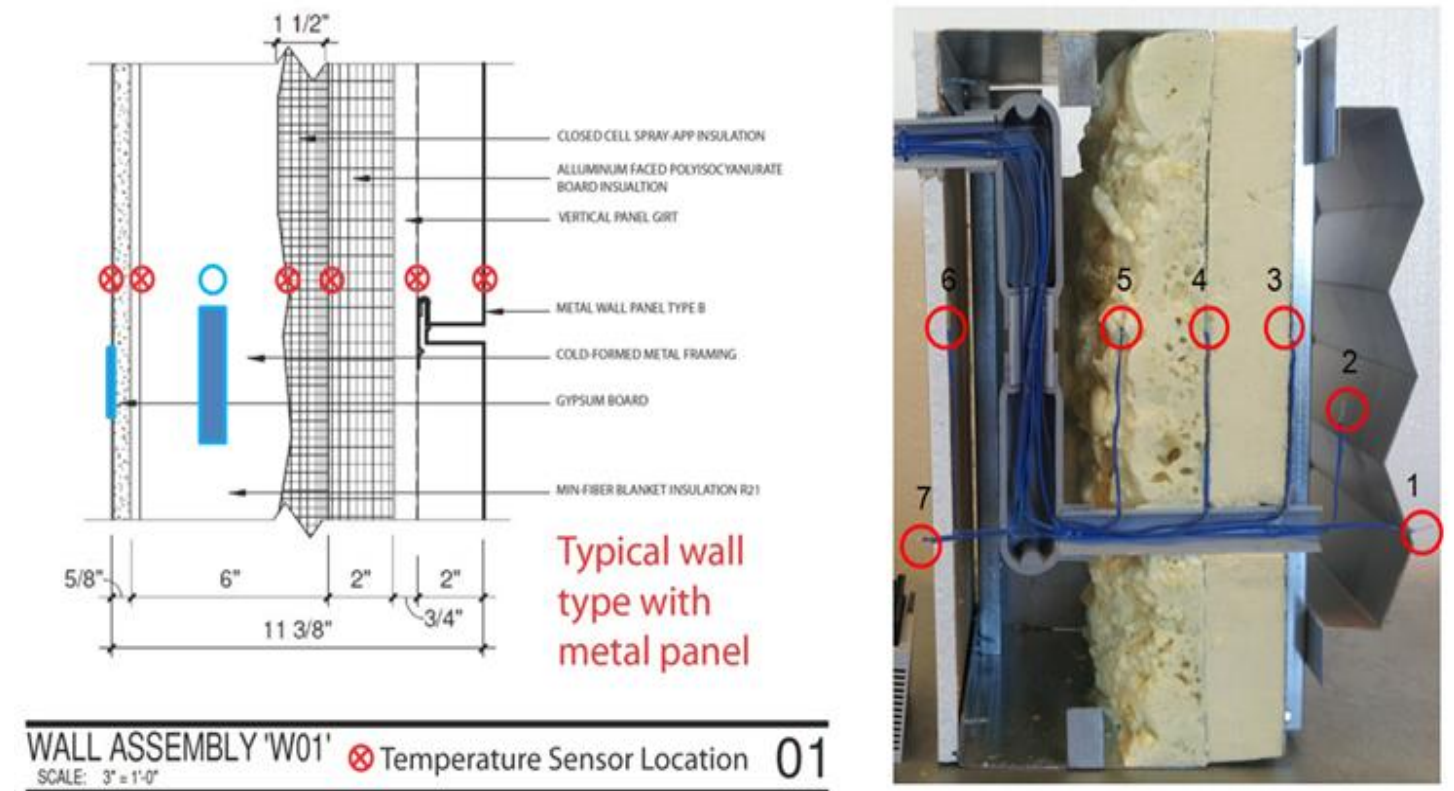 1 1/2"
CLOSED CELL SPRAY-APP INSULATION
ALLUMINUM FACED POLYISOCYANURATE
BOARD INSUALTION
VERTICAL PANEL GIRT
METAL WALL PANEL TYPE B
COLD-FORMED METAL FRAMING
GYPSUM BOARD
MIN-FIBER BLANKET INSULATION R21
5/8"
6"
2"
2"
3/4"
11 3/8"
Typical wall
type with
metal panel
WALL ASSEMBLY 'W01'
SCALE: 3" = 1'-0"
Temperature Sensor Location
01
6
5
4
3
2
7
1